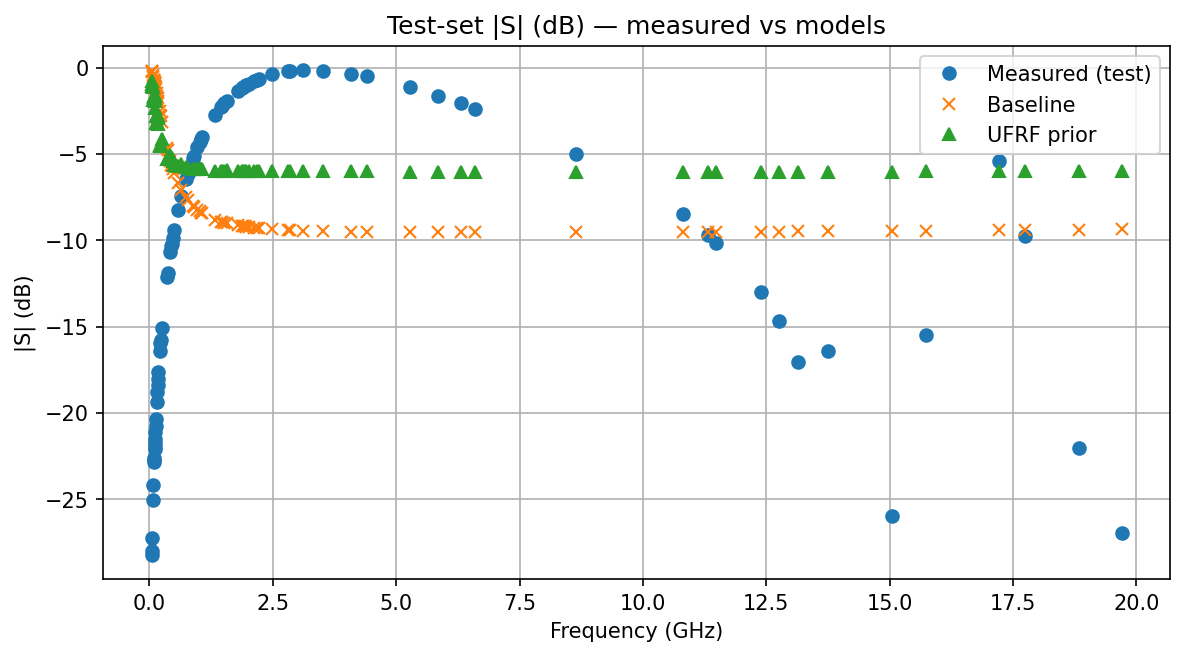 Test-set |S| (dB) — measured vs models
Measured (test)
Baseline
UFRF prior
|S| (dB)
0
−5
−10
−15
−20
−25
0.0 2.5 5.0 7.5 10.0 12.5 15.0 17.5 20.0
Frequency (GHz)